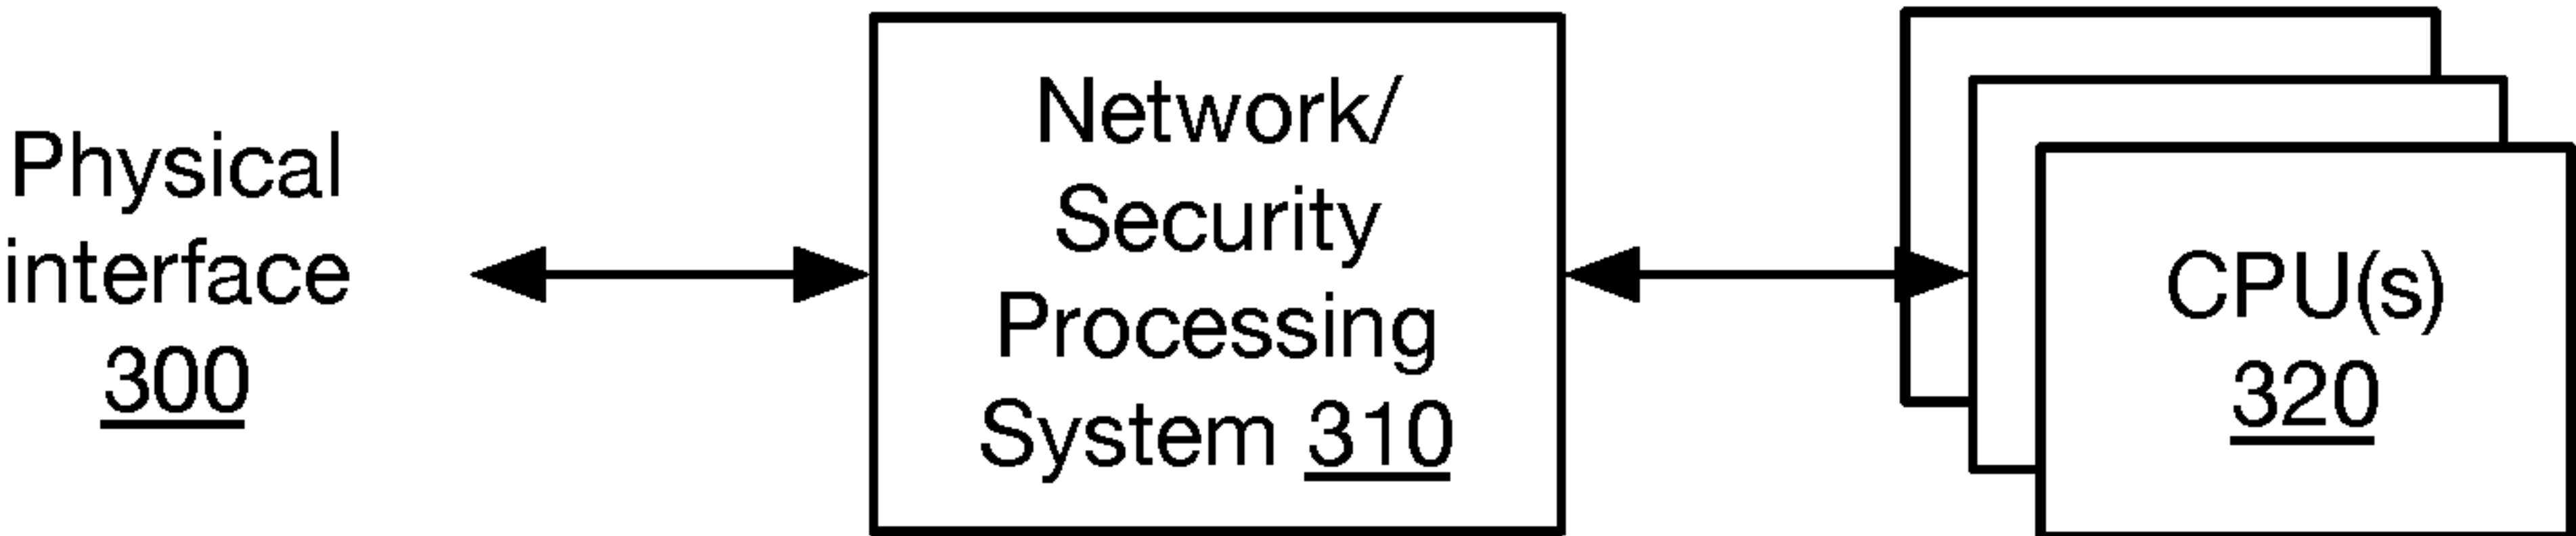 Physical
interface
300
Network/
Security
Processing
System 310
CPU(s)
320